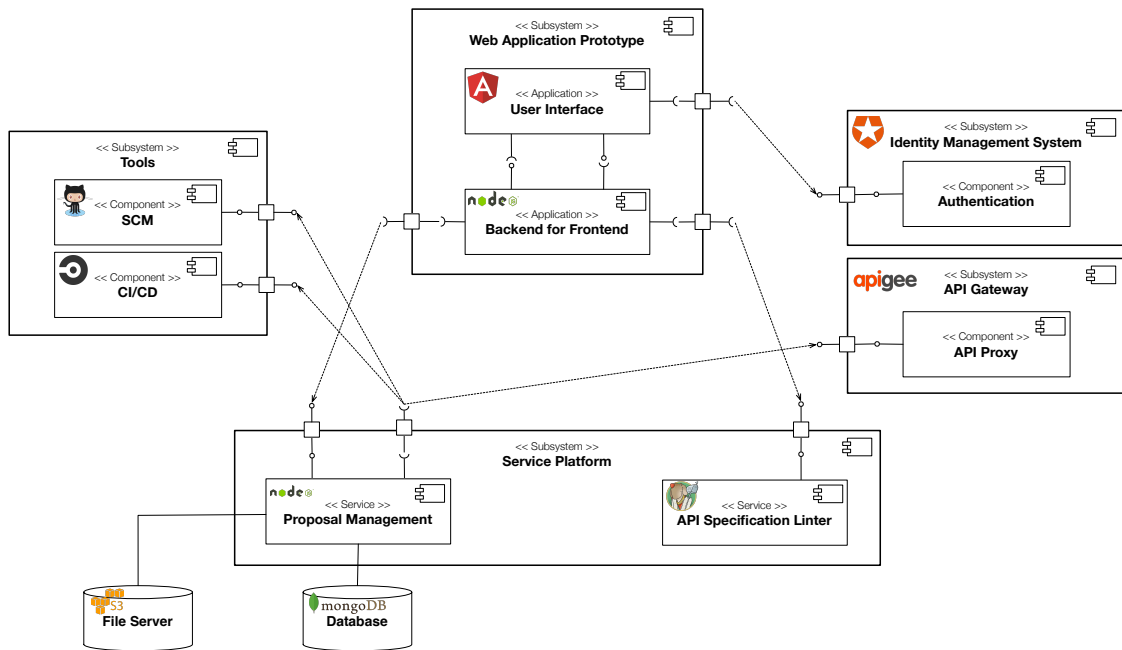 << Subsystem >>
Web Application Prototype
<< Application >>
User Interface
node
<< Application >>
Backend for Frontend
<< Subsystem >>
Tools
<< Component >>
SCM
<< Component >>
CI/CD
<< Subsystem >>
Identity Management System
<< Component >>
Authentication
apigee
<< Subsystem >>
API Gateway
<< Component >>
API Proxy
<< Subsystem >>
Service Platform
node
<< Service >>
Proposal Management
<< Service >>
API Specification Linter
S3
File Server
mongoDB
Database